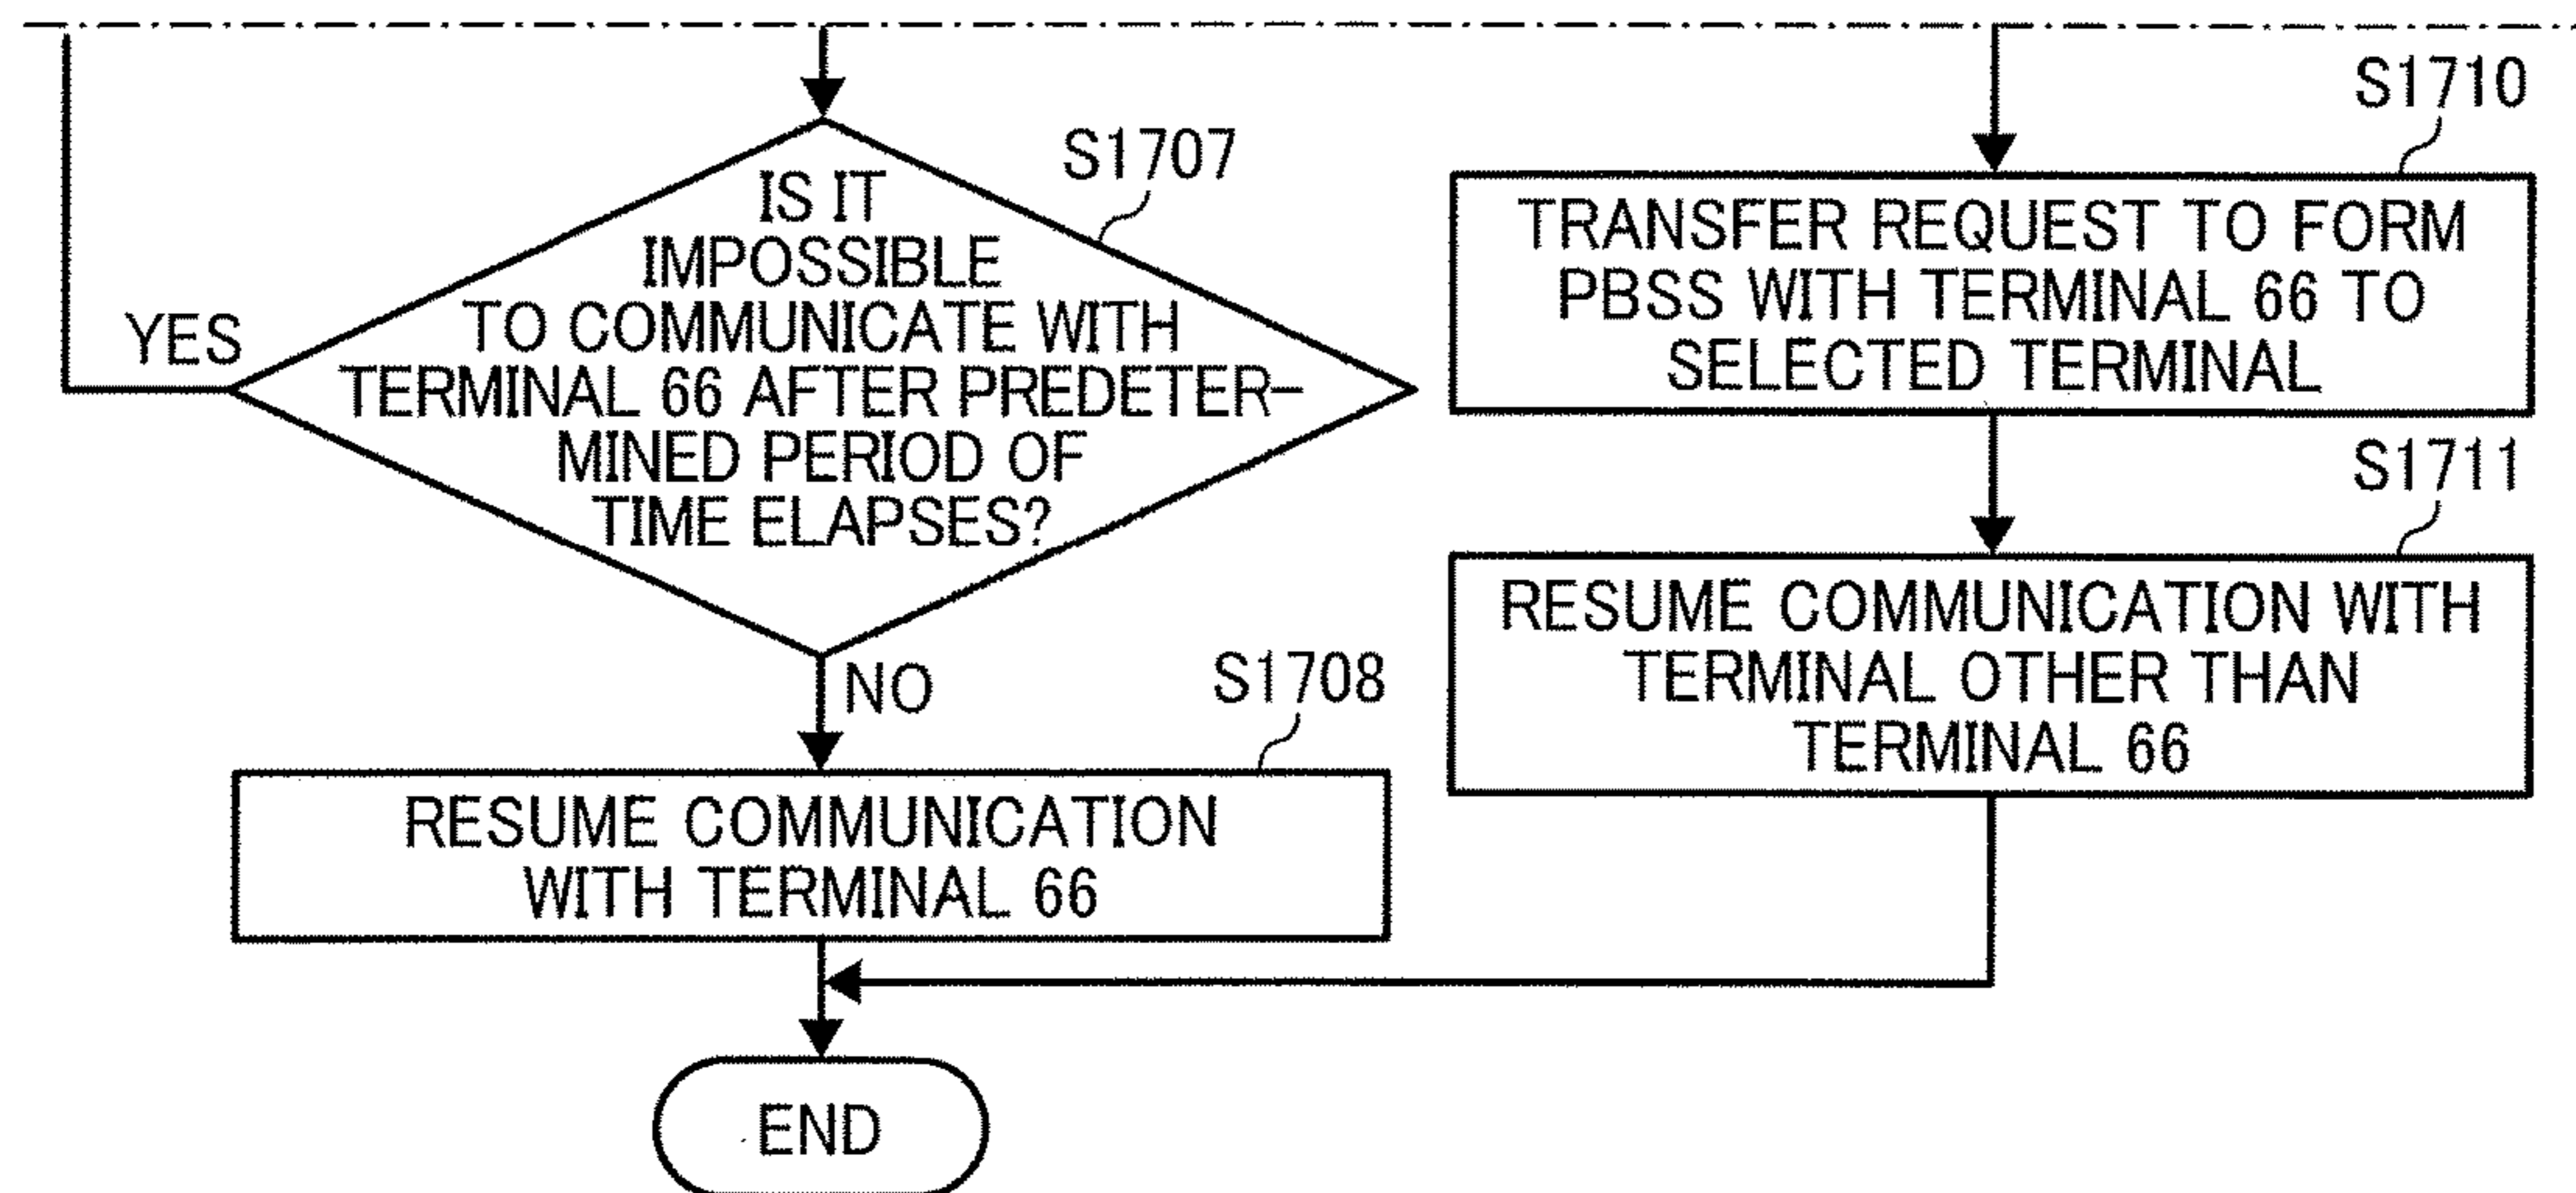 S1707
IS IT
IMPOSSIBLE
TO COMMUNICATE WITH
TERMINAL 66 AFTER PREDETER-
MINED PERIOD OF
TIME ELAPSES?
YES
NO
S1708
RESUME COMMUNICATION
WITH TERMINAL 66
S1710
TRANSFER REQUEST TO FORM
PBSS WITH TERMINAL 66 TO
SELECTED TERMINAL
S1711
RESUME COMMUNICATION WITH
TERMINAL OTHER THAN
TERMINAL 66
END